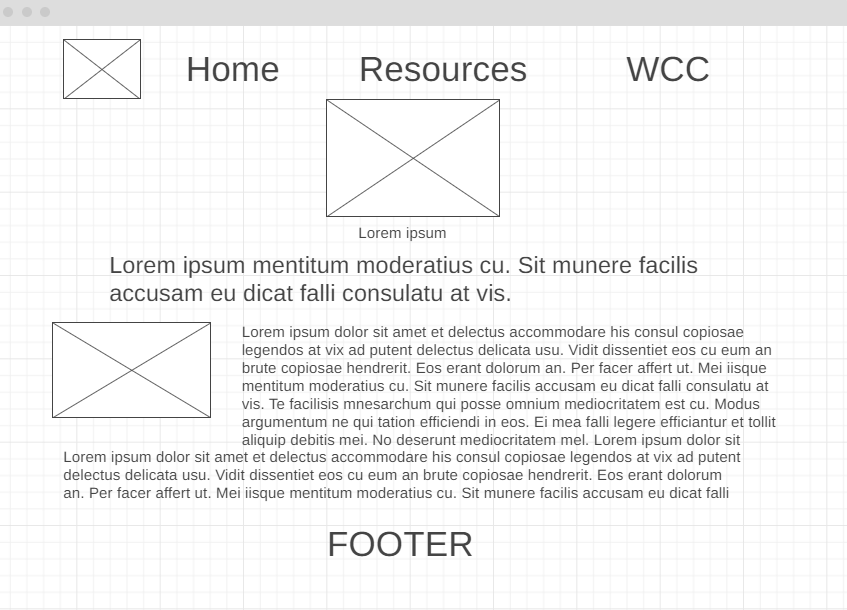 Home Resources WCC
Lorem ipsum
Lorem ipsum mentitum moderatius cu. Sit munere facilis
accusam eu dicat falli consulatu at vis.
Lorem ipsum dolor sit amet et delectus accommodare his consul copiosae
legendos at vix ad putent delectus delicata usu. Vidit dissentiet eos cu eum an
brute copiosae hendrerit. Eos erant dolorum an. Per facer affert ut. Mei iisque
mentitum moderatius cu. Sit munere facilis accusam eu dicat falli consulatu at
vis. Te facilisis mnesarchum qui posse omnium mediocritatem est cu. Modus
argumentum ne qui tation efficiendi in eos. Ei mea falli legere efficiantur et tollit
aliquip debitis mei. No deserunt mediocritatem mel. Lorem ipsum dolor sit
Lorem ipsum dolor sit amet et delectus accommodare his consul copiosae legendos at vix ad putent
delectus delicata usu. Vidit dissentiet eos cu eum an brute copiosae hendrerit. Eos erant dolorum
an. Per facer affert ut. Mei iisque mentitum moderatius cu. Sit munere facilis accusam eu dicat falli
FOOTER